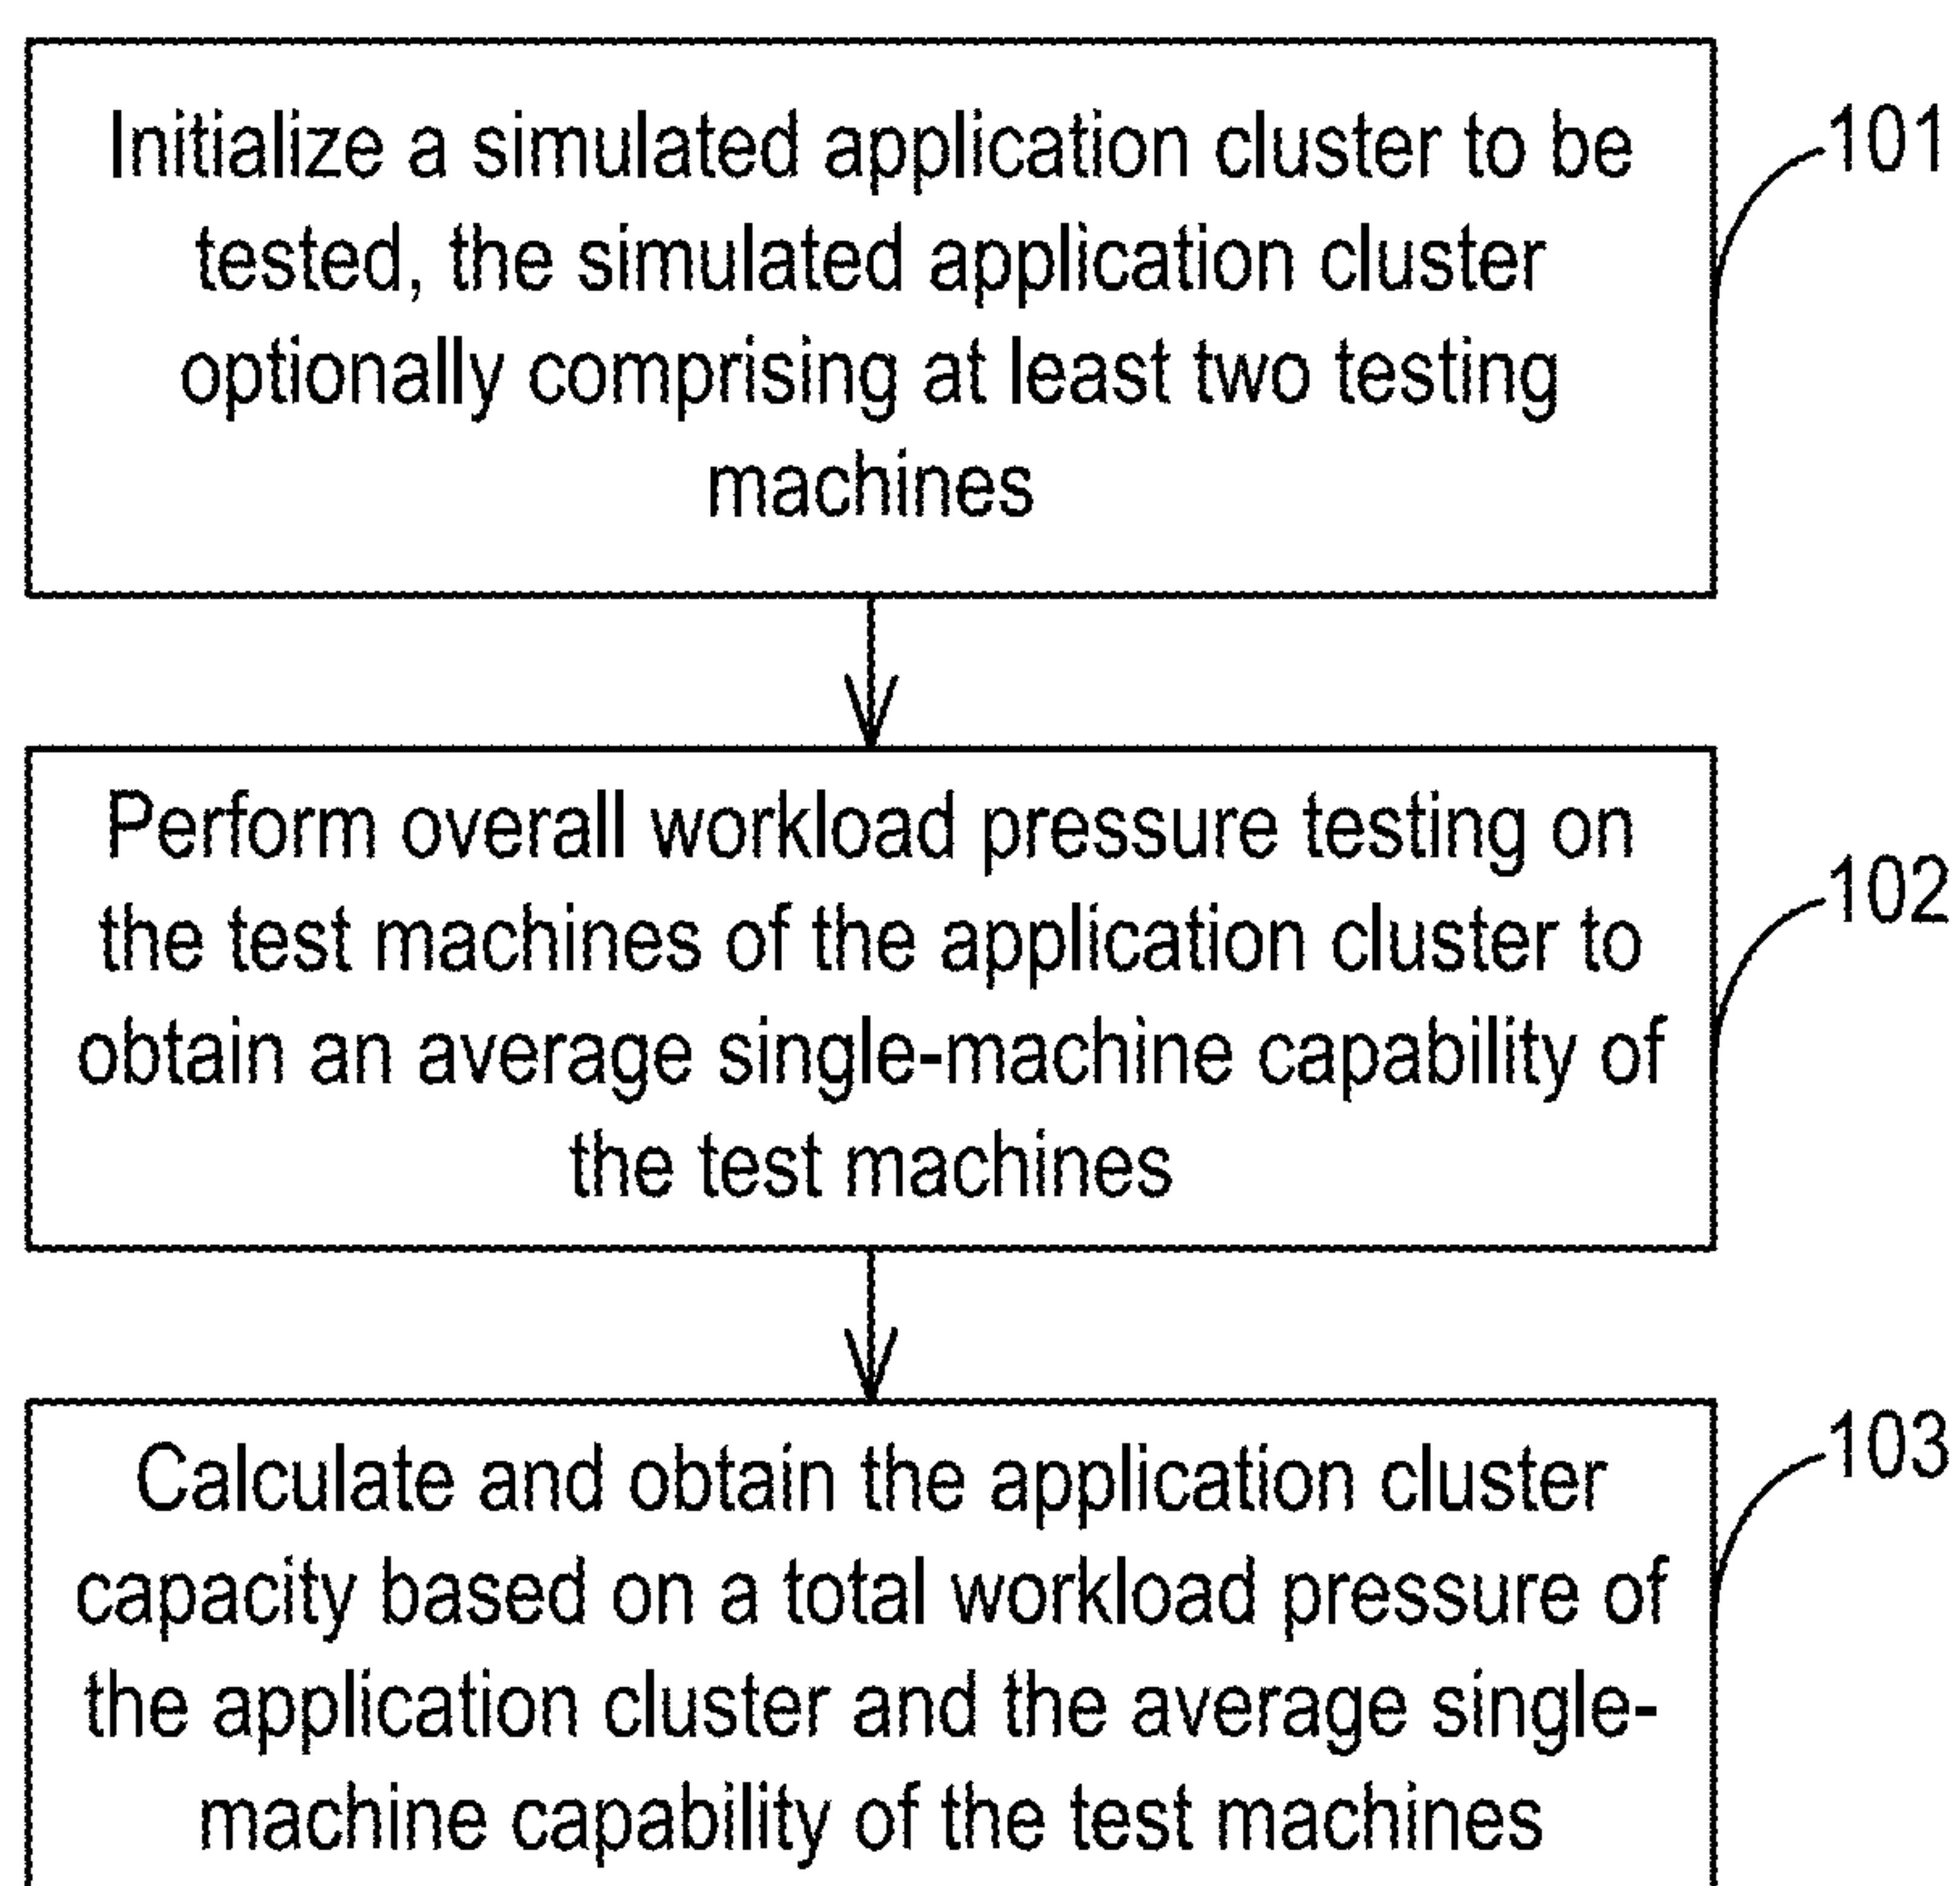 Initialize a simulated application cluster to be
tested, the simulated application cluster
optionally comprising at least two testing
machines
101
Perform overall workload pressure testing on
the test machines of the application cluster to
obtain an average single-machine capability of
the test machines
102
Calculate and obtain the application cluster
capacity based on a total workload pressure of
the application cluster and the average single-
machine capability of the test machines
103